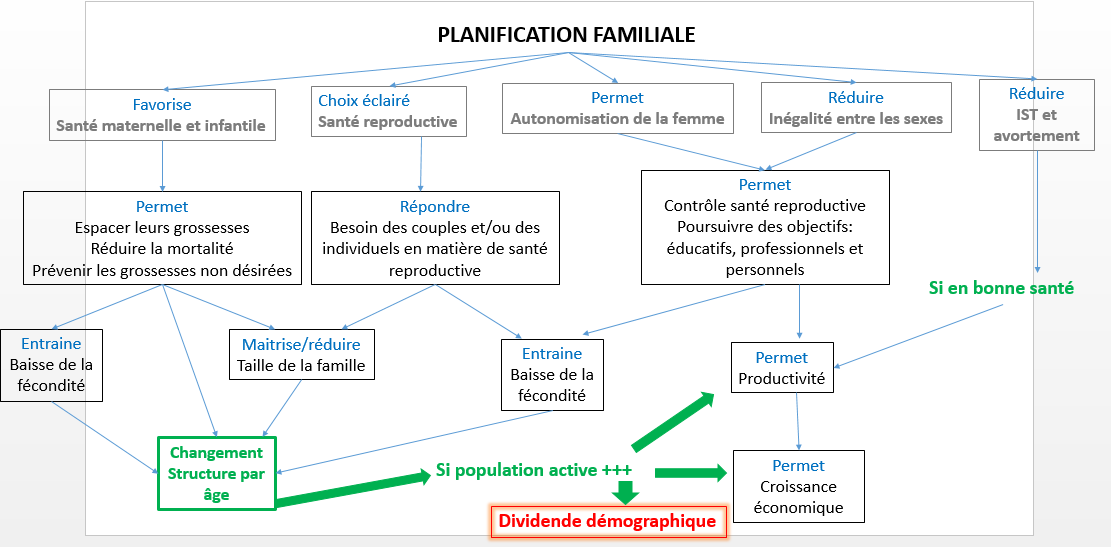 PLANIFICATION FAMILIALE
Favorise
Santé maternelle et infantile
Choix éclairé
Santé reproductive
Permet
Autonomisation de la femme
Réduire
Inégalité entre les sexes
Réduire
IST et
avortement
Permet
Espacer leurs grossesses
Réduire la mortalité
Prévenir les grossesses non désirées
Répondre
Besoin des couples et/ou des
individuels en matière de santé
reproductive
Permet
Contrôle santé reproductive
Poursuivre des objectifs:
éducatifs, professionnels et
personnels
Si en bonne santé
Entraine
Baisse de la
fécondité
Maitrise/réduire
Taille de la famille
Entraine
Baisse de la
fécondité
Permet
Productivité
Changement
Structure par
âge
Si population active +++
Permet
Croissance
économique
Dividende démographique